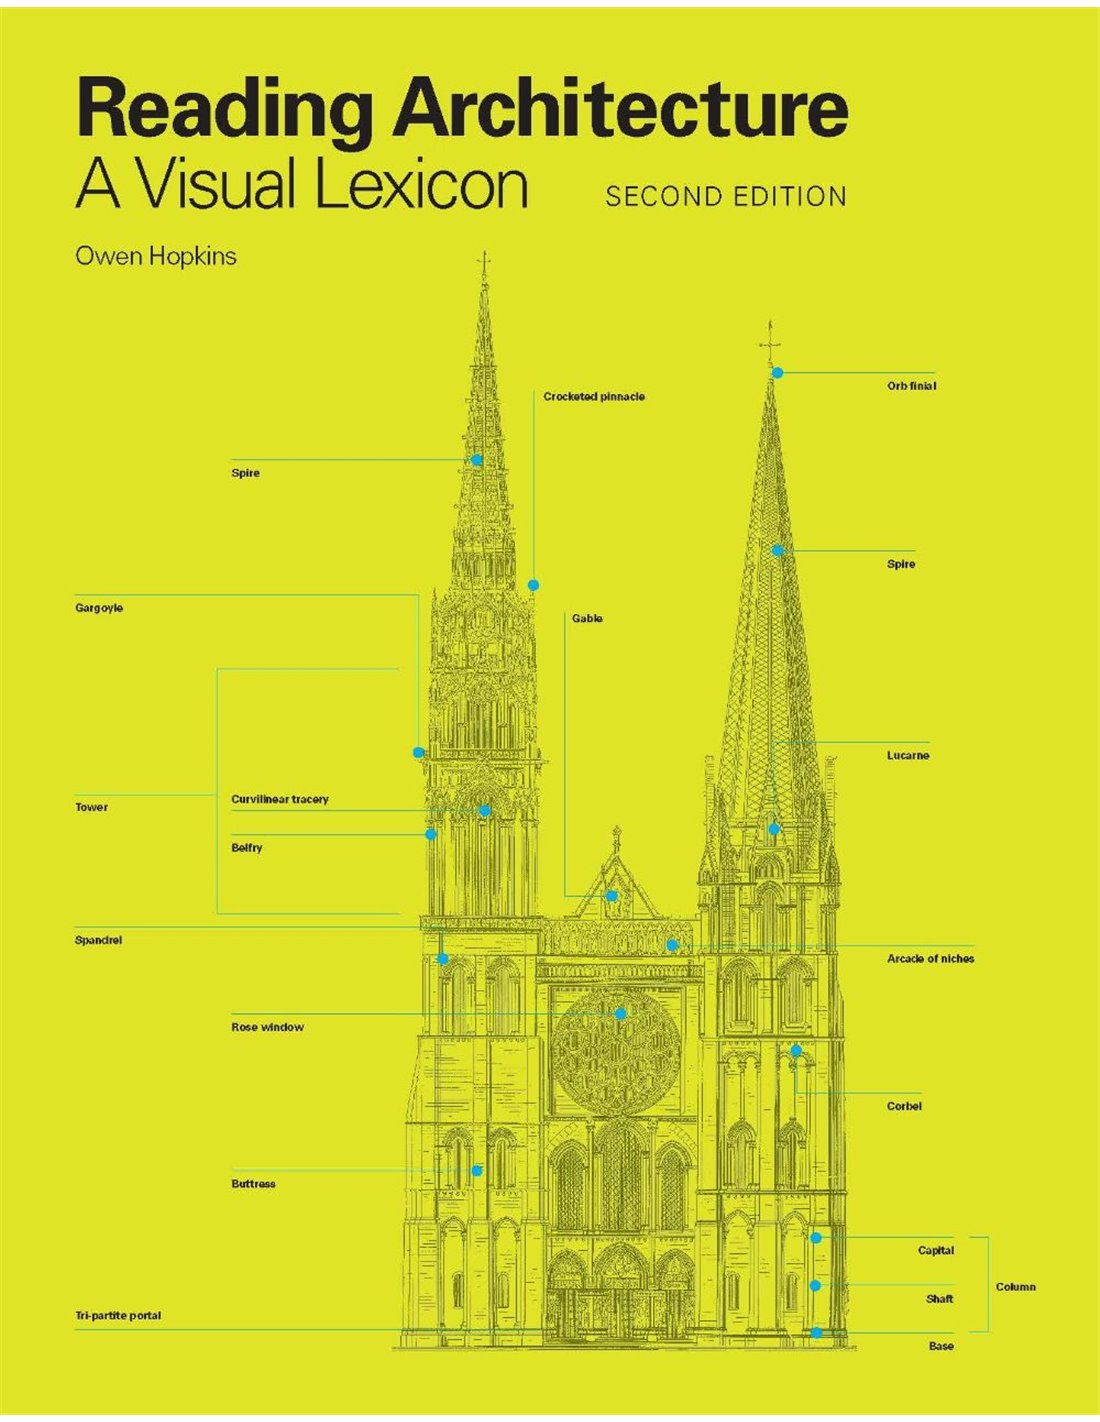 Reading Architecture
A Visual Lexicon
SECOND EDITION
Owen Hopkins
Orb finial
Crocketed pinnacle
Spire
Spire
Gargoyle
Gable
Lucarne
Curvilinear tracery
Tower
Belfry
Spandrel
Arcade of niches
Rose window
Corbel
Buttress
Capital
Column
Shaft
Tri-partite portal
Base